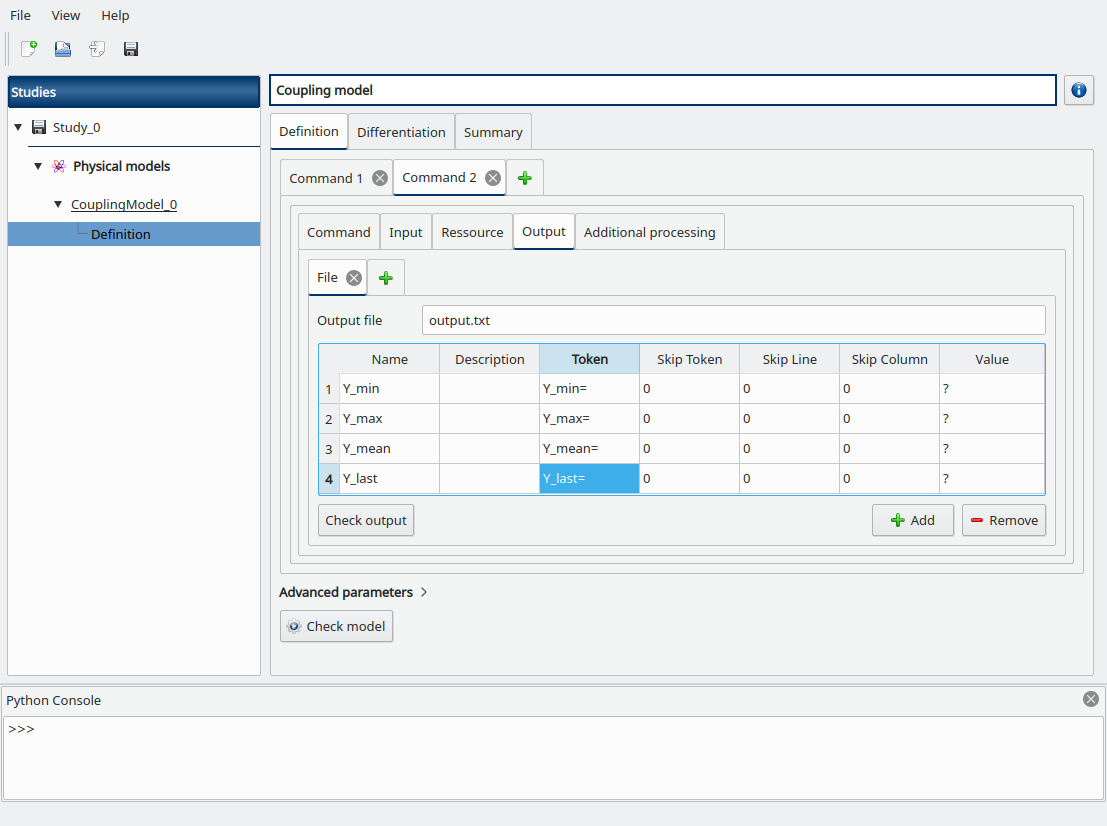 File View Help
Studies
Study_0
Physical models
CouplingModel_0
Definition
Coupling model
Definition Differentiation Summary
Command 1 Command 2
Command Input Ressource Output Additional processing
File
Output file output.txt
Name Description Token Skip Token Skip Line Skip Column Value
1 Y_min Y_min= 0 0 0 ?
2 Y_max Y_max= 0 0 0 ?
3 Y_mean Y_mean= 0 0 0 ?
4 Y_last Y_last= 0 0 0 ?
Check output Add Remove
Advanced parameters
Check model
Python Console
>>>